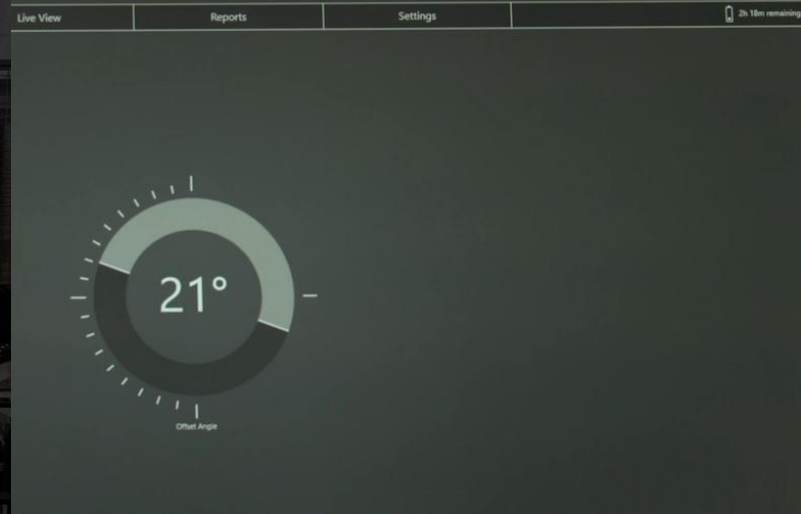 Live View
Reports
Settings
2h 18m remaining
21°
Offset Angle